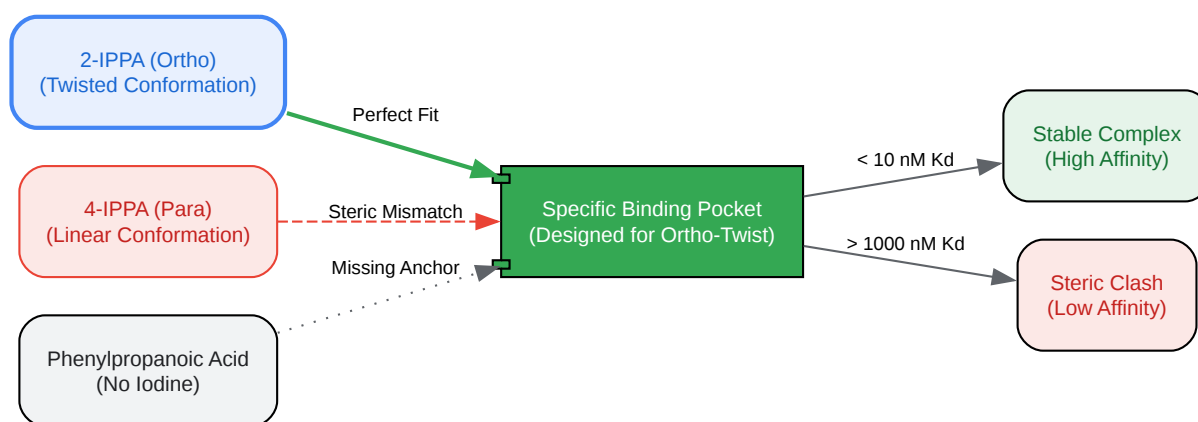 2-IPPA (Ortho)
(Twisted Conformation)
Perfect Fit
4-IPPA (Para)
(Linear Conformation)
Steric Mismatch
Missing Anchor
Phenylpropanoic Acid
(No Iodine)
Specific Binding Pocket
(Designed for Ortho-Twist)
< 10 nM Kd
> 1000 nM Kd
Stable Complex
(High Affinity)
Steric Clash
(Low Affinity)